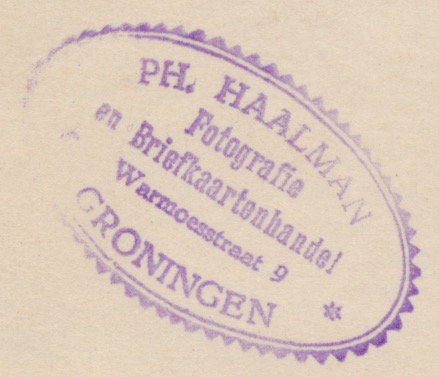 PH. HAALMAN
Fotografie
en Briefkaartenhandel
Warmoesstraat 9
GRONINGEN *